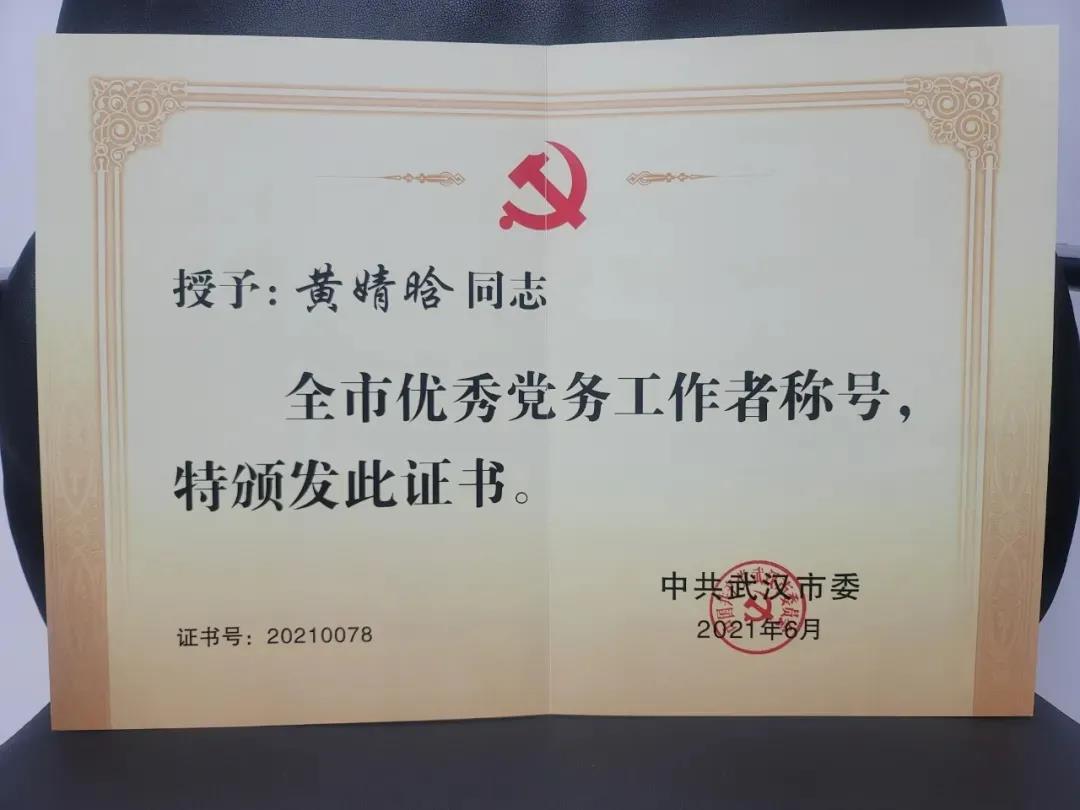 授予：黄婧晗同志
全市优秀党务工作者称号，
特颁发此证书。
中共武汉市委
2021年6月
证书号：20210078